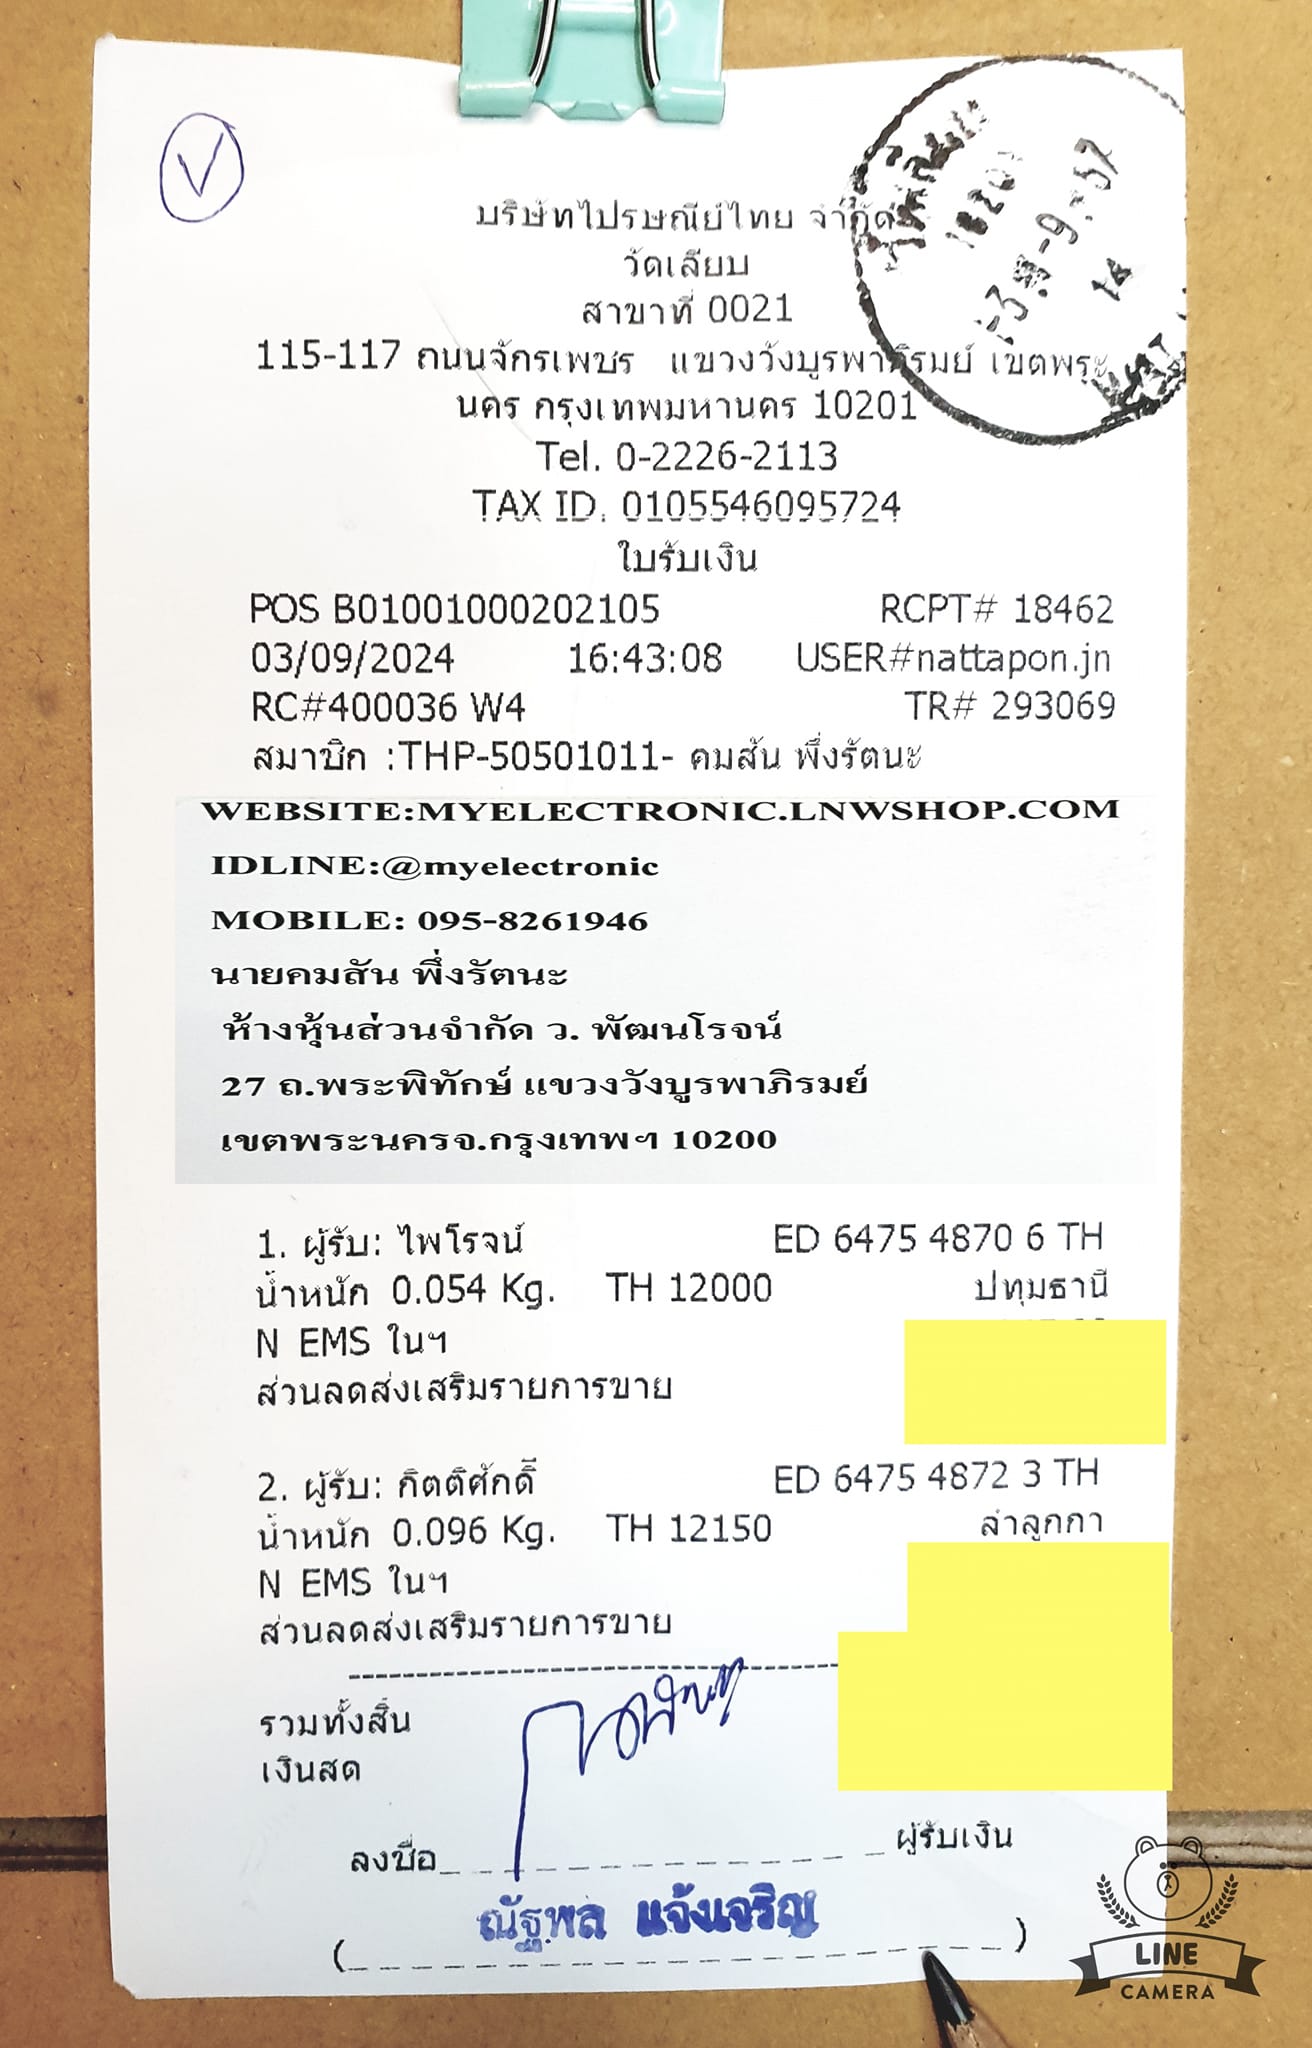 บริษัทไปรษณีย์ไทย จำกัด
วัดเลียบ
สาขาที่ 0021
115-117 ถนนจักรเพชร แขวงวังบูรพาภิรมย์ เขตพระ
นคร กรุงเทพมหานคร 10201
Tel. 0-2226-2113
TAX ID. 0105546095724
ใบรับเงิน
POS B01001000202105 RCPT# 18462
03/09/2024 16:43:08 USER#nattapon.jn
RC#400036 W4 TR# 293069
สมาชิก :THP-50501011- คมสัน พึ่งรัตนะ
WEBSITE:MYELECTRONIC.LNWSHOP.COM
IDLINE:@myelectronic
MOBILE: 095-8261946
นายคมสัน พึ่งรัตนะ
ห้างหุ้นส่วนจำกัด ว. พัฒนโรจน์
27 ถ.พระพิทักษ์ แขวงวังบูรพาภิรมย์
เขตพระนครจ.กรุงเทพฯ 10200
1. ผู้รับ: ไพโรจน์ ED 6475 4870 6 TH
น้ำหนัก 0.054 Kg. TH 12000 ปทุมธานี
N EMS ในฯ
ส่วนลดส่งเสริมรายการขาย
2. ผู้รับ: กิตติศักดิ์ ED 6475 4872 3 TH
น้ำหนัก 0.096 Kg. TH 12150 ลำลูกกา
N EMS ในฯ
ส่วนลดส่งเสริมรายการขาย
รวมทั้งสิ้น
เงินสด
ลงชื่อ ผู้รับเงิน
ณัฐพล แจ้งเจริญ
LINE
CAMERA